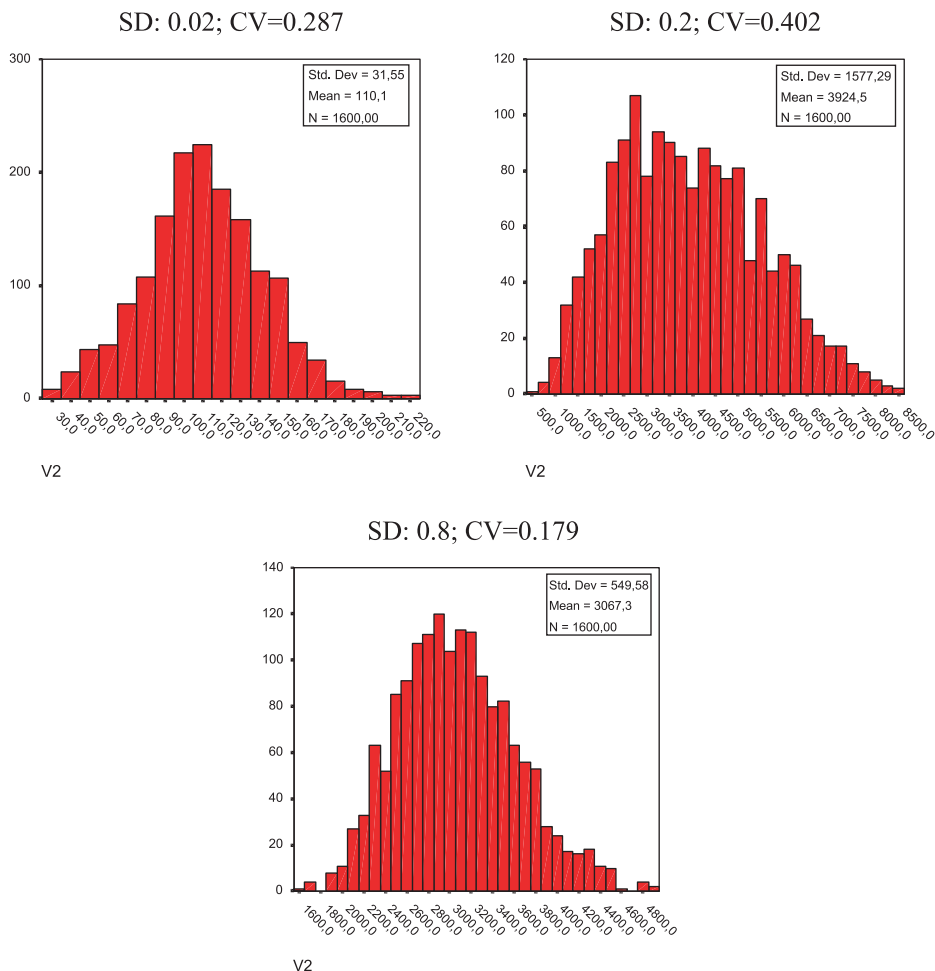 SD: 0.02; CV=0.287
300
200
100
0
Std. Dev = 31,55
Mean = 110,1
N = 1600,00
30,0 40,0 50,0 60,0 70,0 80,0 90,0 100,0 110,0 120,0 130,0 140,0 150,0 160,0 170,0 180,0 190,0 200,0 210,0 220,0
V2
SD: 0.2; CV=0.402
120
100
80
60
40
20
0
Std. Dev = 1577,29
Mean = 3924,5
N = 1600,00
500,0 1000,0 1500,0 2000,0 2500,0 3000,0 3500,0 4000,0 4500,0 5000,0 5500,0 6000,0 6500,0 7000,0 7500,0 8000,0 8500,0
V2
SD: 0.8; CV=0.179
140
120
100
80
60
40
20
0
Std. Dev = 549,58
Mean = 3067,3
N = 1600,00
1600,0 1800,0 2000,0 2200,0 2400,0 2600,0 2800,0 3000,0 3200,0 3400,0 3600,0 3800,0 4000,0 4200,0 4400,0 4600,0 4800,0
V2